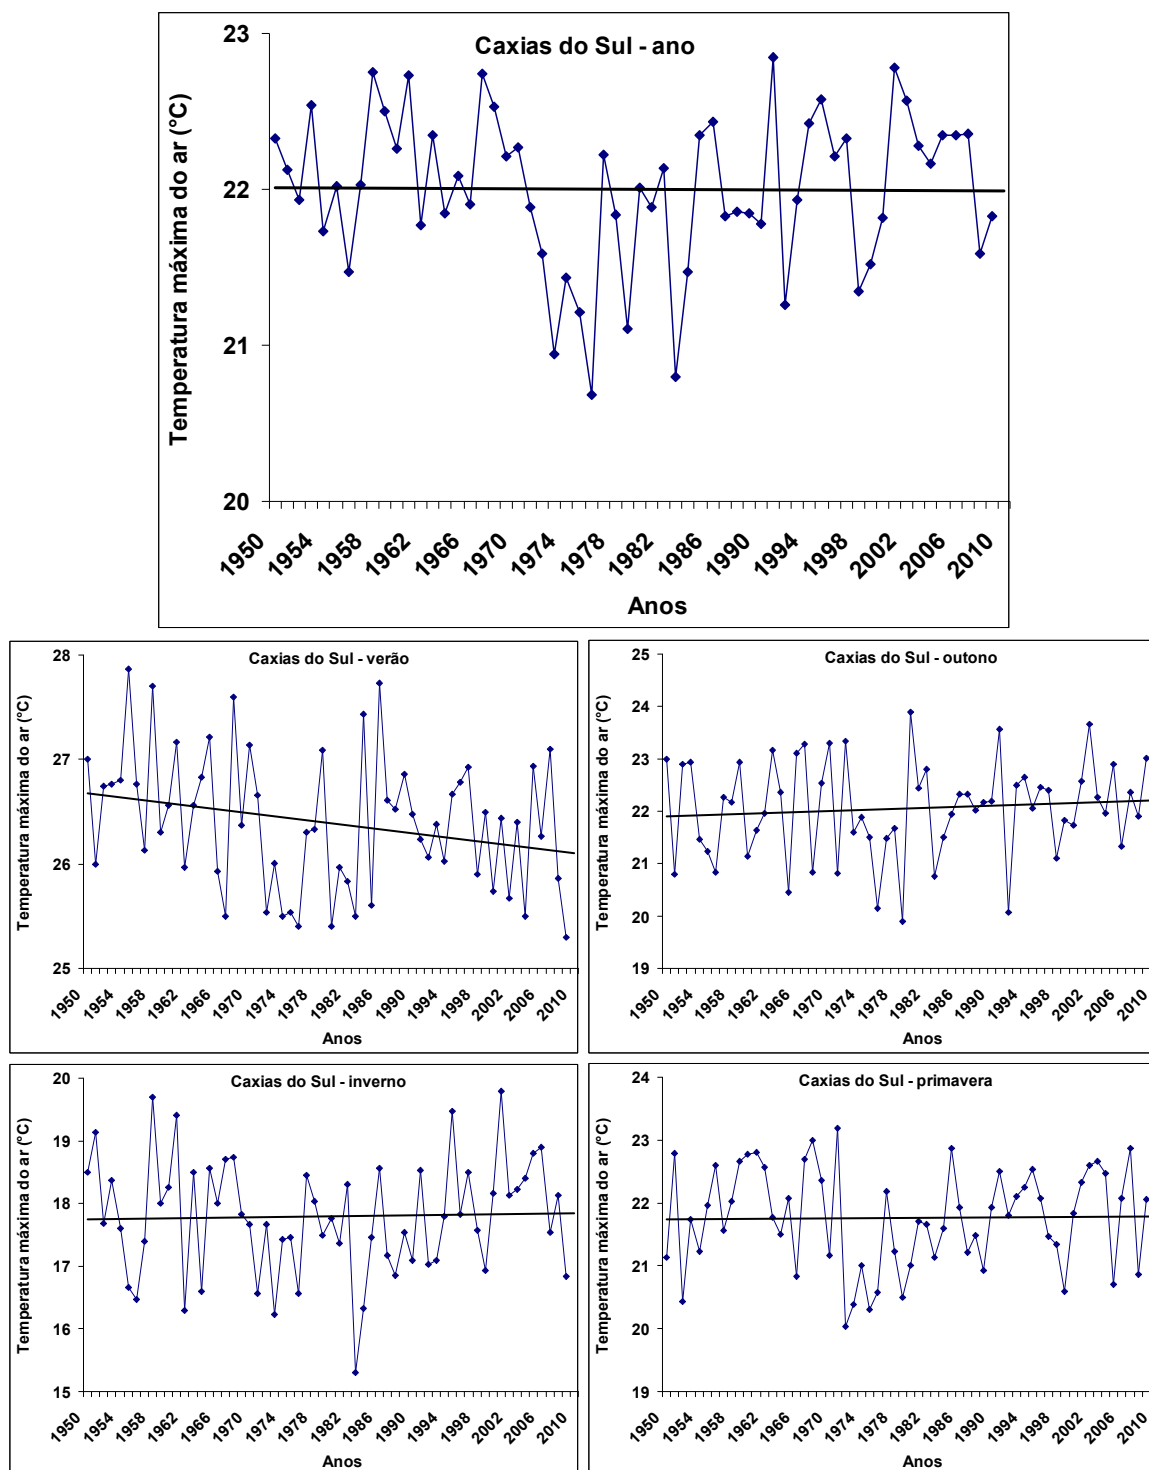 Caxias do Sul - ano
Temperatura máxima do ar (°C)
23
22
21
20
1950 1954 1958 1962 1966 1970 1974 1978 1982 1986 1990 1994 1998 2002 2006 2010
Anos
Caxias do Sul - verão
Temperatura máxima do ar (°C)
28
27
26
25
1950 1954 1958 1962 1966 1970 1974 1978 1982 1986 1990 1994 1998 2002 2006 2010
Anos
Caxias do Sul - outono
Temperatura máxima do ar (°C)
25
24
23
22
21
20
19
1950 1954 1958 1962 1966 1970 1974 1978 1982 1986 1990 1994 1998 2002 2006 2010
Anos
Caxias do Sul - inverno
Temperatura máxima do ar (°C)
20
19
18
17
16
15
1950 1954 1958 1962 1966 1970 1974 1978 1982 1986 1990 1994 1998 2002 2006 2010
Anos
Caxias do Sul - primavera
Temperatura máxima do ar (°C)
24
23
22
21
20
19
1950 1954 1958 1962 1966 1970 1974 1978 1982 1986 1990 1994 1998 2002 2006 2010
Anos